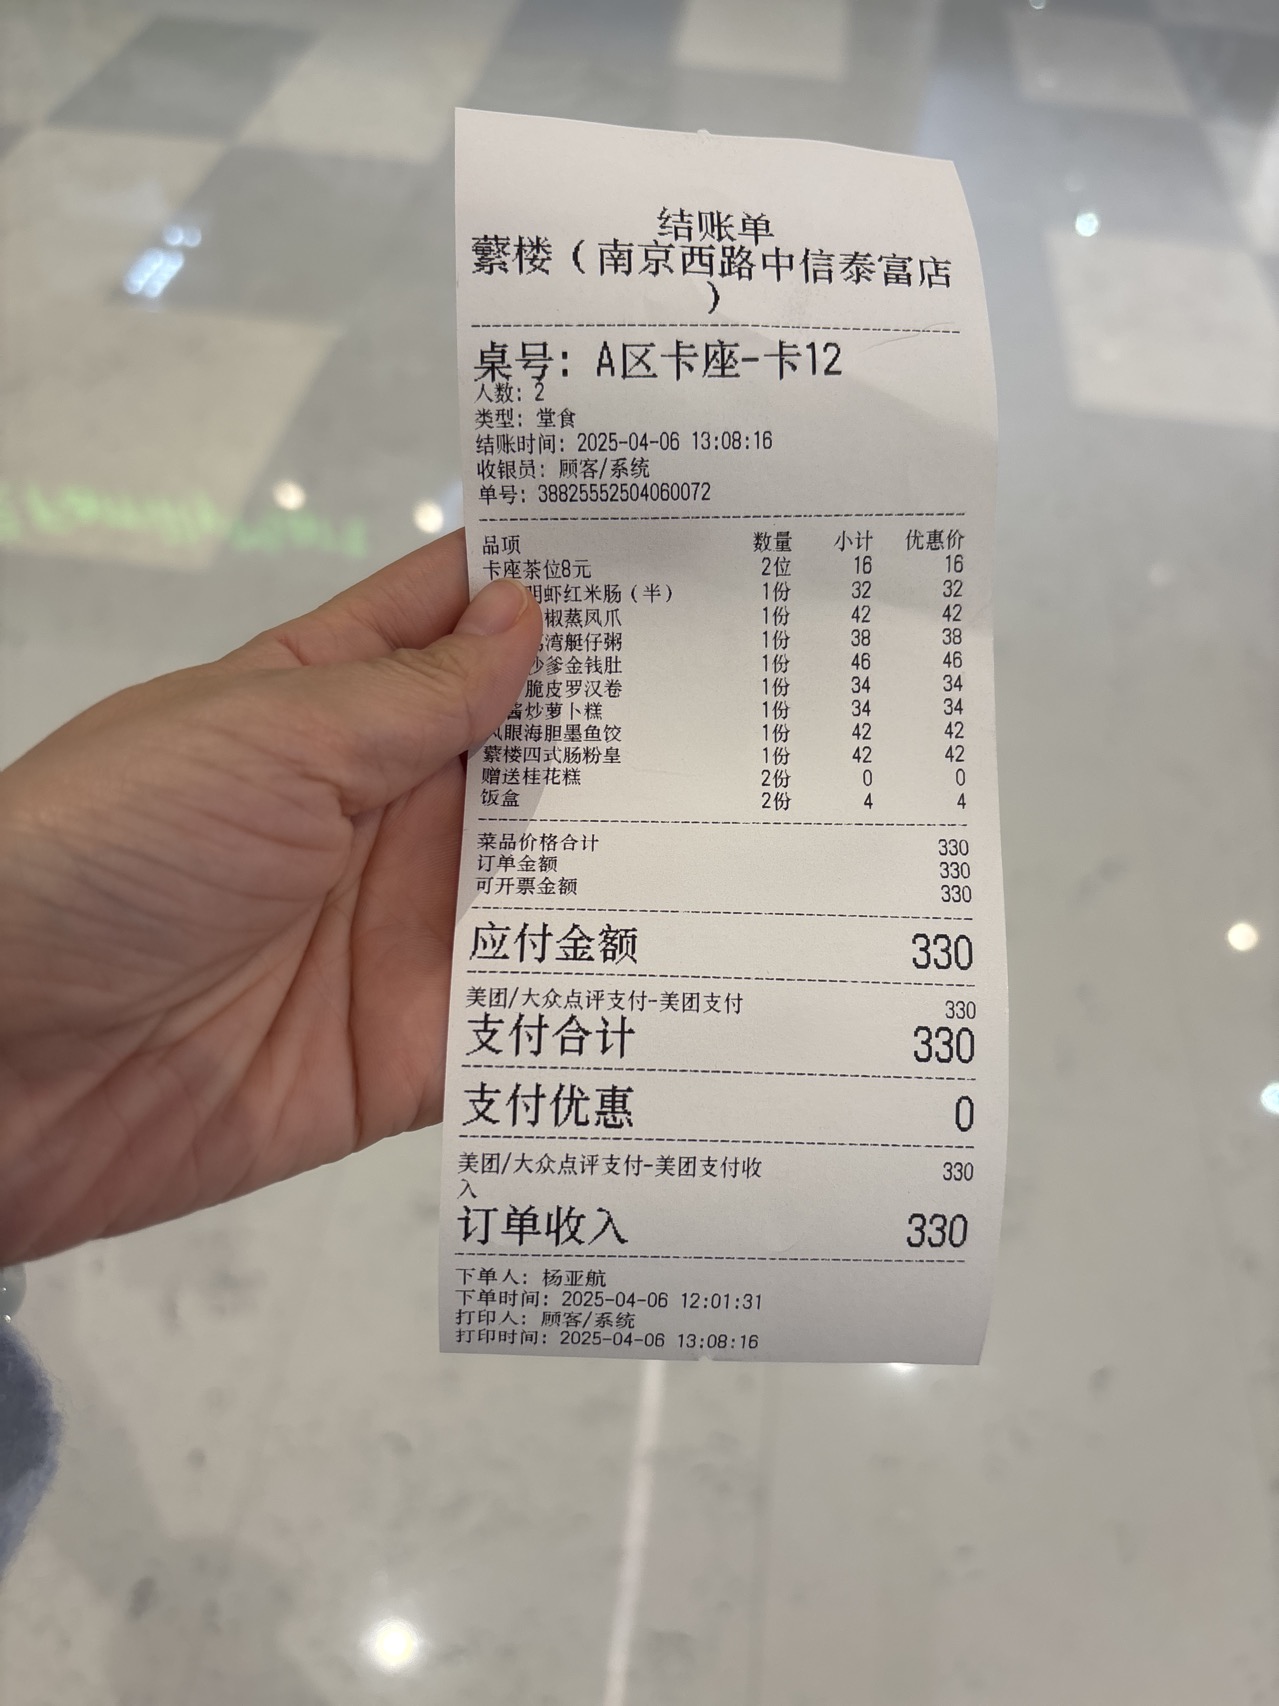 结账单
蘩楼（南京西路中信泰富店
）
桌号：A区卡座-卡12
人数：2
类型：堂食
结账时间：2025-04-06 13:08:16
收银员：顾客/系统
单号：38825552504060072
品项 数量 小计 优惠价
卡座茶位8元 2位 16 16
明虾红米肠（半） 1份 32 32
椒蒸凤爪 1份 42 42
湾艇仔粥 1份 38 38
沙爹金钱肚 1份 46 46
脆皮罗汉卷 1份 34 34
酱炒萝卜糕 1份 34 34
凤眼海胆墨鱼饺 1份 42 42
蘩楼四式肠粉皇 1份 42 42
赠送桂花糕 2份 0 0
饭盒 2份 4 4
菜品价格合计 330
订单金额 330
可开票金额 330
应付金额 330
美团/大众点评支付-美团支付 330
支付合计 330
支付优惠 0
美团/大众点评支付-美团支付收 330
入
订单收入 330
下单人：杨亚航
下单时间：2025-04-06 12:01:31
打印人：顾客/系统
打印时间：2025-04-06 13:08:16